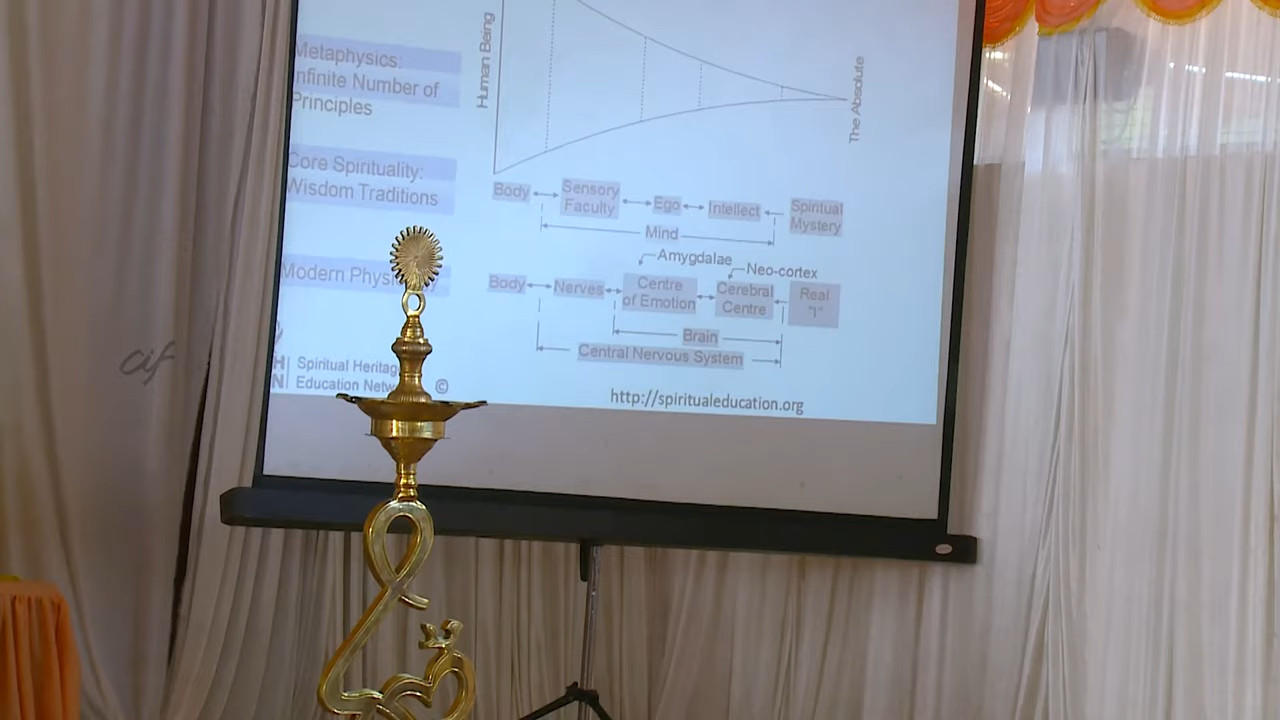 Metaphysics:
Infinite Number of
Principles
Human Being
The Absolute
Core Spirituality:
Wisdom Traditions
Body
Sensory
Faculty
Ego
Intellect
Spiritual
Mystery
Mind
Amygdalae
Neo-cortex
Modern
Body
Nerves
Centre
of Emotion
Cerebral
Centre
Real
"I"
Brain
Central Nervous System
H
N
Spiritual Heritag
Education Netw
©
http://spiritualeducation.org